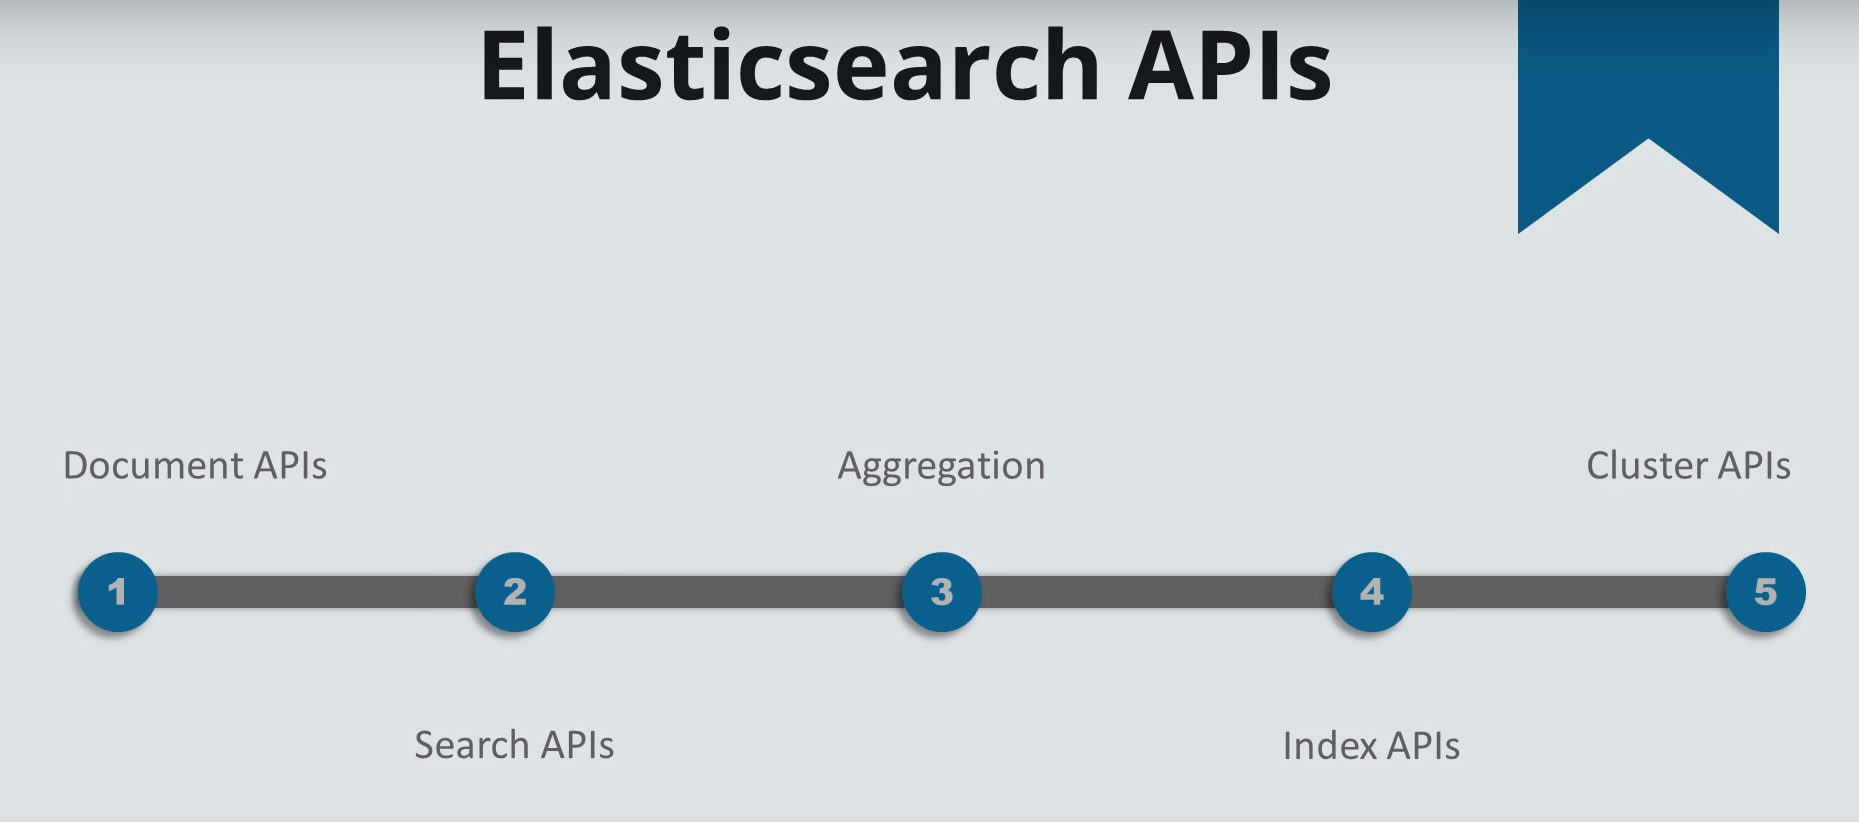 Elasticsearch APIs
Document APIs
Aggregation
Cluster APIs
1
2
3
4
5
Search APIs
Index APIs